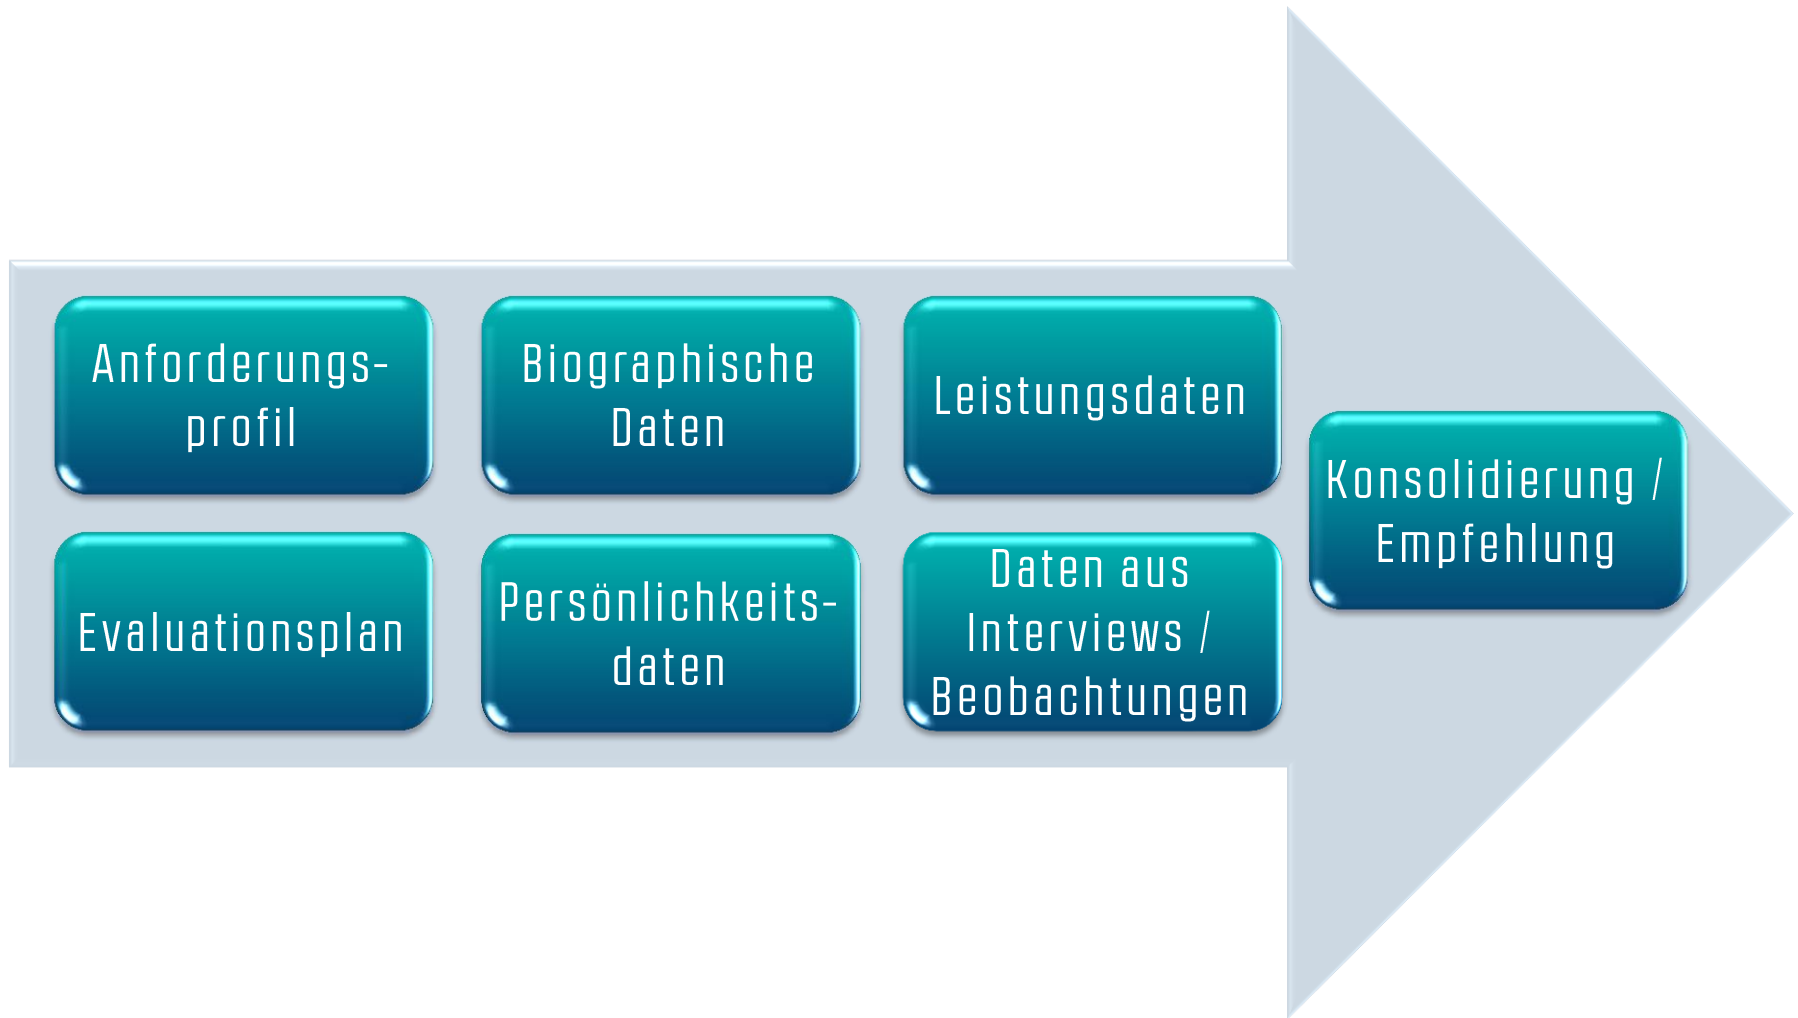 Anforderungs-
profil
Evaluationsplan
Biographische
Daten
Persönlichkeits-
daten
Leistungsdaten
Daten aus
Interviews /
Beobachtungen
Konsolidierung /
Empfehlung